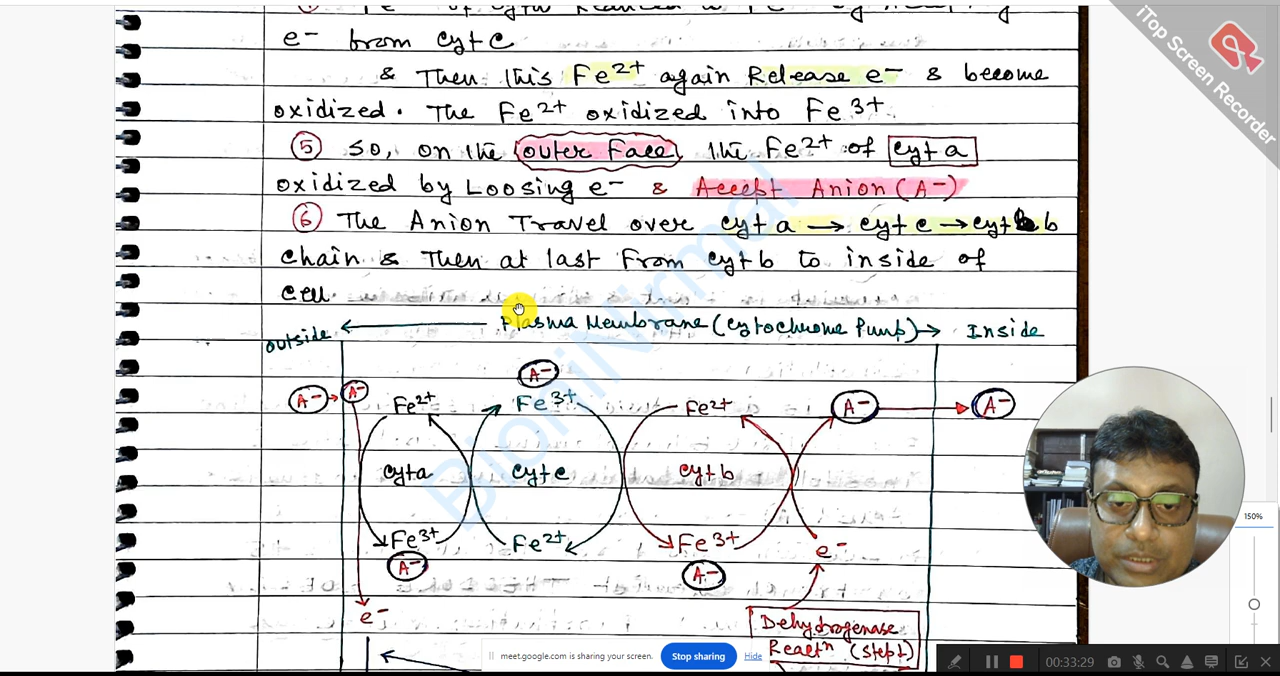 e- from cyt c
& Then this Fe2+ again Release e- & become
oxidized. The Fe2+ oxidized into Fe3+
⑤ So, on the outer Face, the Fe2+ of cyt a
oxidized by Loosing e- & Accept Anion (A-)
⑥ The Anion Travel over cyt a → cyt c → cyt b
chain & Then at last from cyt b to inside of
cell.
Outside Plasma Membrane (Cytochrome Pump) Inside
A- A- Fe2+ A- Fe3+ Fe2+ A- A-
cyt a cyt c cyt b
Fe3+ Fe2+ Fe3+ e-
A- A-
e-
Dehydrogenase
Reactn (step1)
BiohiNirmal
iTop Screen Recorder
150%
meet.google.com is sharing your screen. Stop sharing Hide
00:33:29